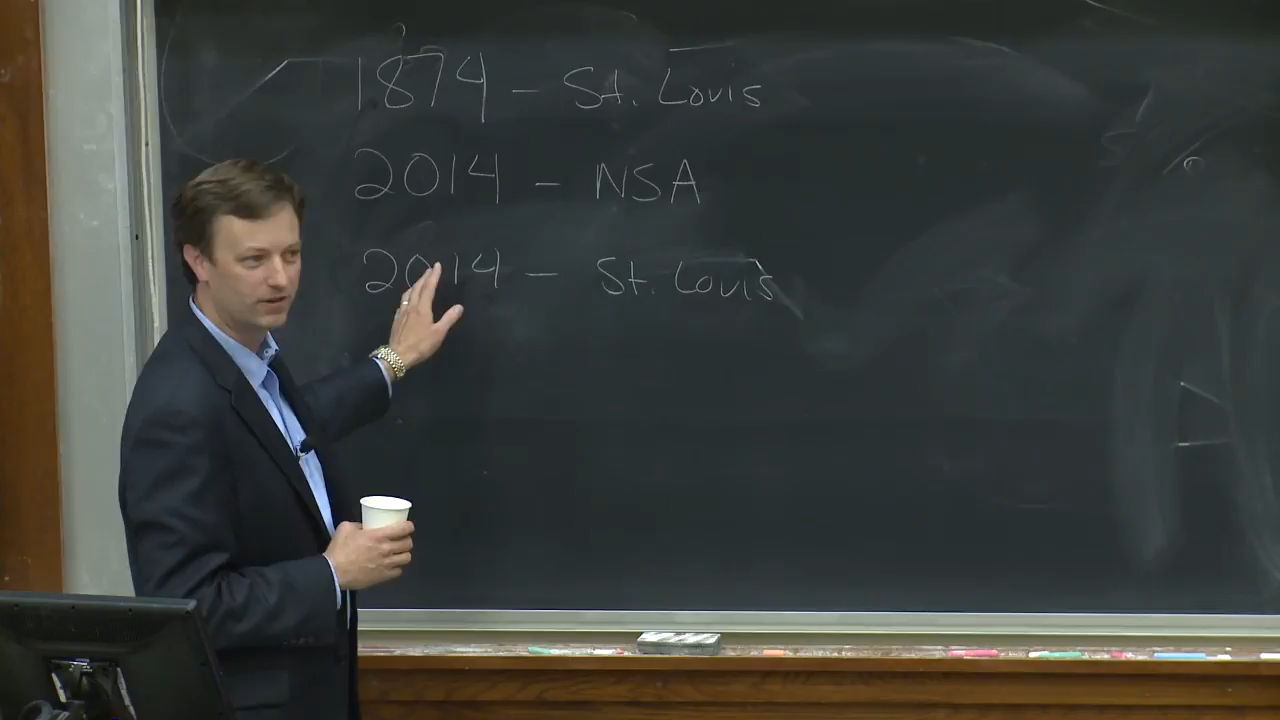 1874 – St. Louis
2014 – NSA
2014 – St. Louis